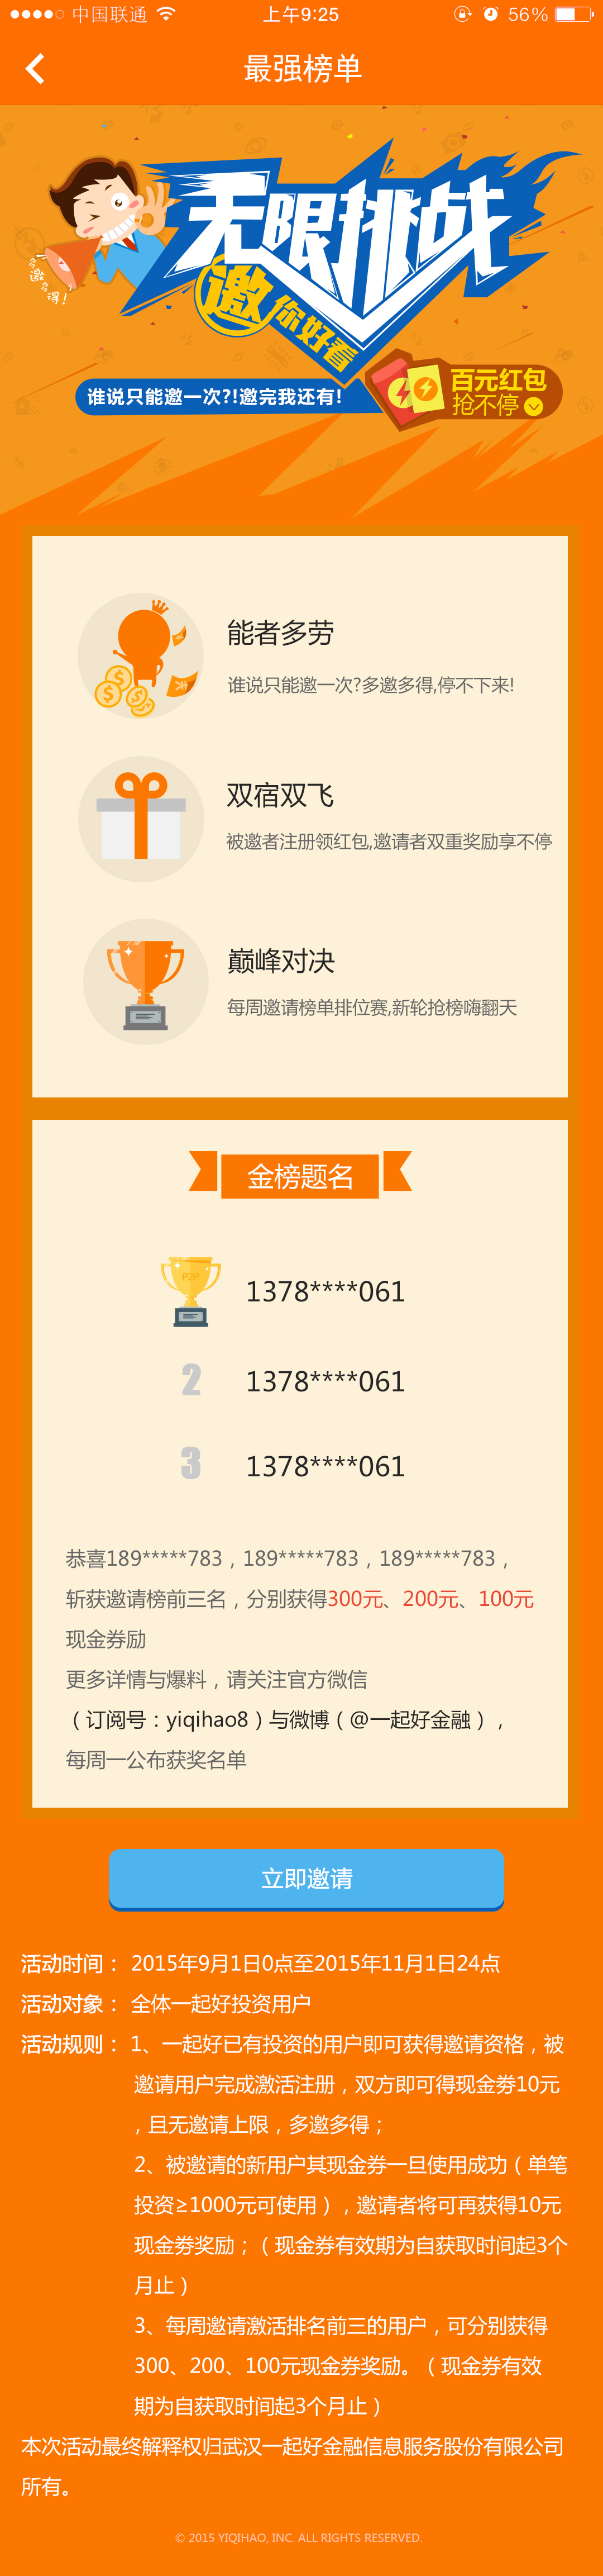 中国联通 上午9:25 56%
最强榜单
多邀多得!
无限挑战
邀你好看
谁说只能邀一次?!邀完我还有!
百元红包
抢不停
能者多劳
谁说只能邀一次?多邀多得,停不下来!
双宿双飞
被邀者注册领红包,邀请者双重奖励享不停
巅峰对决
每周邀请榜单排位赛,新轮抢榜嗨翻天
金榜题名
P2P
1378****061
2 1378****061
3 1378****061
恭喜189*****783，189*****783，189*****783，
斩获邀请榜前三名，分别获得300元、200元、100元
现金券励
更多详情与爆料，请关注官方微信
（订阅号：yiqihao8）与微博（@一起好金融），
每周一公布获奖名单
立即邀请
活动时间： 2015年9月1日0点至2015年11月1日24点
活动对象： 全体一起好投资用户
活动规则： 1、一起好已有投资的用户即可获得邀请资格，被
邀请用户完成激活注册，双方即可得现金劵10元
，且无邀请上限，多邀多得；
2、被邀请的新用户其现金券一旦使用成功（单笔
投资≥1000元可使用），邀请者将可再获得10元
现金券奖励；（现金券有效期为自获取时间起3个
月止）
3、每周邀请激活排名前三的用户，可分别获得
300、200、100元现金券奖励。（现金券有效
期为自获取时间起3个月止）
本次活动最终解释权归武汉一起好金融信息服务股份有限公司
所有。
© 2015 YIQIHAO, INC. ALL RIGHTS RESERVED.